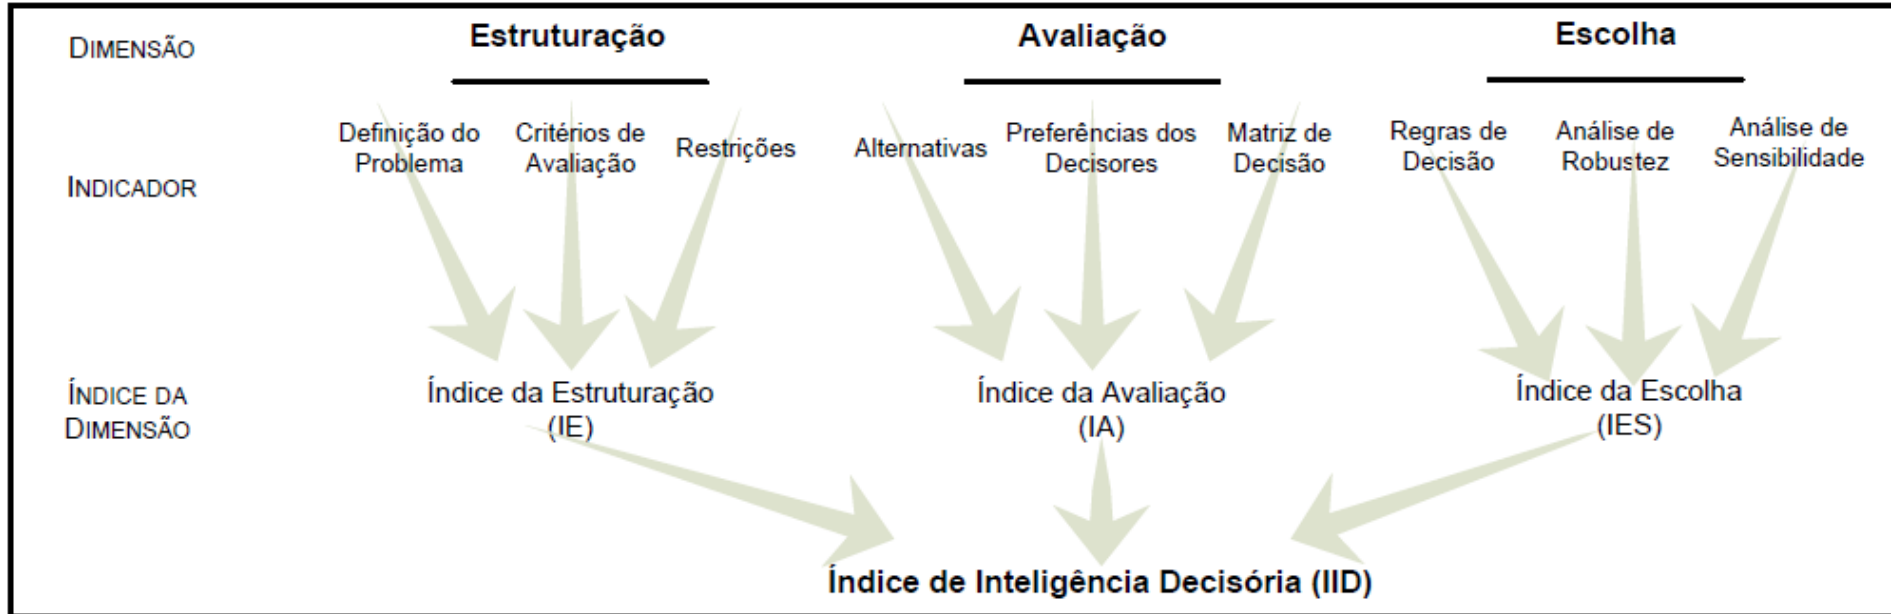 DIMENSÃO
Estruturação
Avaliação
Escolha
INDICADOR
Definição do
Problema
Critérios de
Avaliação
Restrições
Alternativas
Preferências dos
Decisores
Matriz de
Decisão
Regras de
Decisão
Análise de
Robustez
Análise de
Sensibilidade
ÍNDICE DA
DIMENSÃO
Índice da Estruturação
(IE)
Índice da Avaliação
(IA)
Índice da Escolha
(IES)
Índice de Inteligência Decisória (IID)